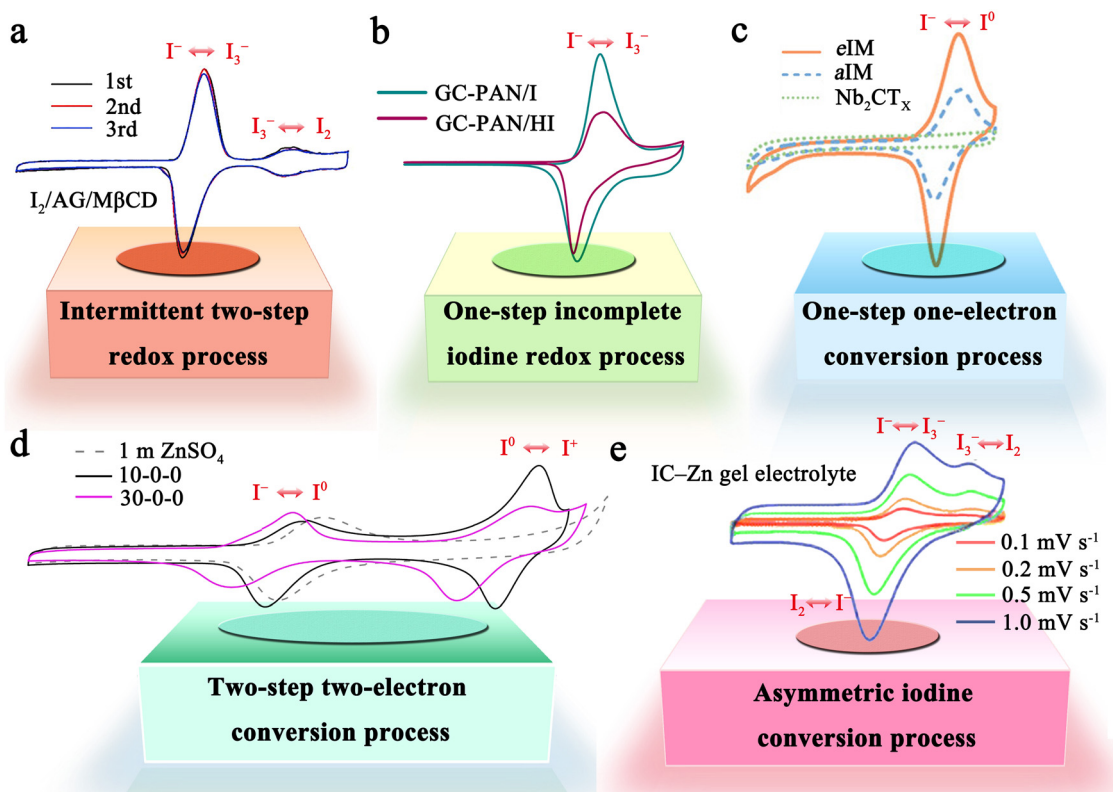 a
I⁻ ⇔ I₃⁻
1st
2nd
3rd
I₃⁻ ⇔ I₂
I₂/AG/MβCD
Intermittent two-step
redox process
b
I⁻ ⇔ I₃⁻
GC-PAN/I
GC-PAN/HI
One-step incomplete
iodine redox process
c
I⁻ ⇔ I⁰
eIM
aIM
Nb₂CTₓ
One-step one-electron
conversion process
d
1 m ZnSO₄
10-0-0
30-0-0
I⁻ ⇔ I⁰
I⁰ ⇔ I⁺
Two-step two-electron
conversion process
e
I⁻ ⇔ I₃⁻
I₃⁻ ⇔ I₂
IC–Zn gel electrolyte
0.1 mV s⁻¹
0.2 mV s⁻¹
0.5 mV s⁻¹
1.0 mV s⁻¹
I₂ ⇔ I⁻
Asymmetric iodine
conversion process